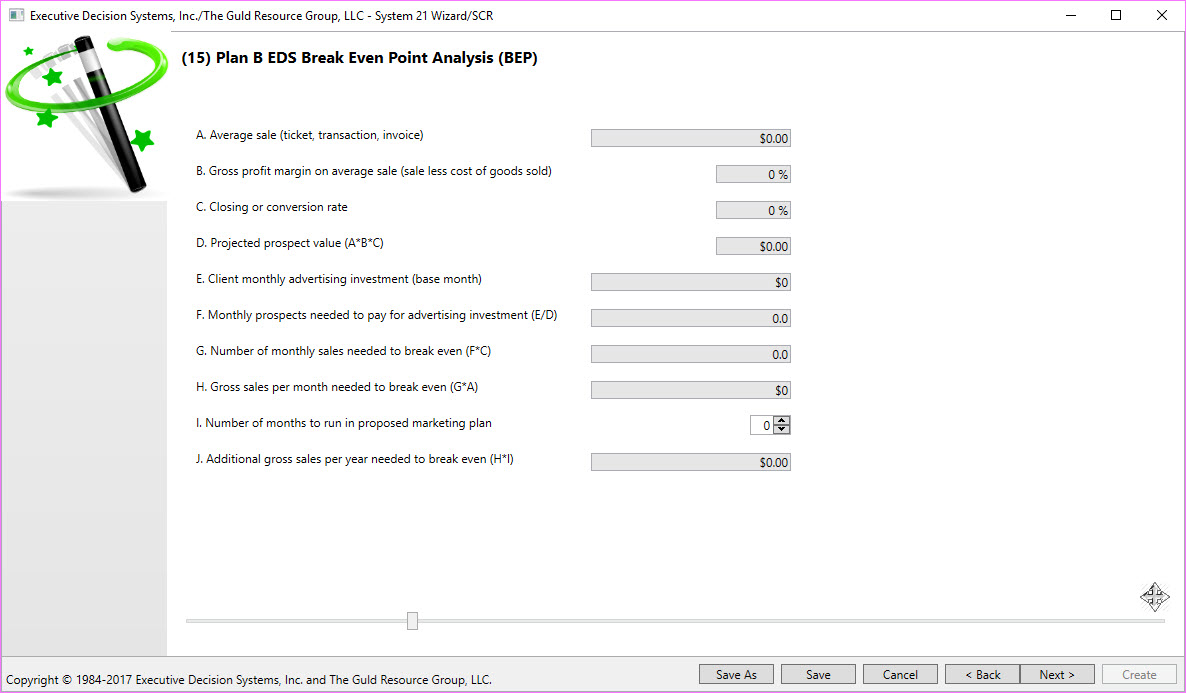 Executive Decision Systems, Inc./The Guld Resource Group, LLC - System 21 Wizard/SCR
(15) Plan B EDS Break Even Point Analysis (BEP)
A. Average sale (ticket, transaction, invoice) $0.00
B. Gross profit margin on average sale (sale less cost of goods sold) 0 %
C. Closing or conversion rate 0 %
D. Projected prospect value (A*B*C) $0.00
E. Client monthly advertising investment (base month) $0
F. Monthly prospects needed to pay for advertising investment (E/D) 0.0
G. Number of monthly sales needed to break even (F*C) 0.0
H. Gross sales per month needed to break even (G*A) $0
I. Number of months to run in proposed marketing plan 0
J. Additional gross sales per year needed to break even (H*I) $0.00
Copyright © 1984-2017 Executive Decision Systems, Inc. and The Guld Resource Group, LLC. Save As Save Cancel < Back Next > Create